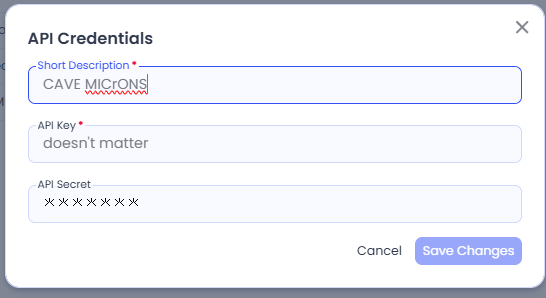 API Credentials
Short Description *
CAVE MICrONS
API Key *
doesn't matter
API Secret
*******
Cancel Save Changes